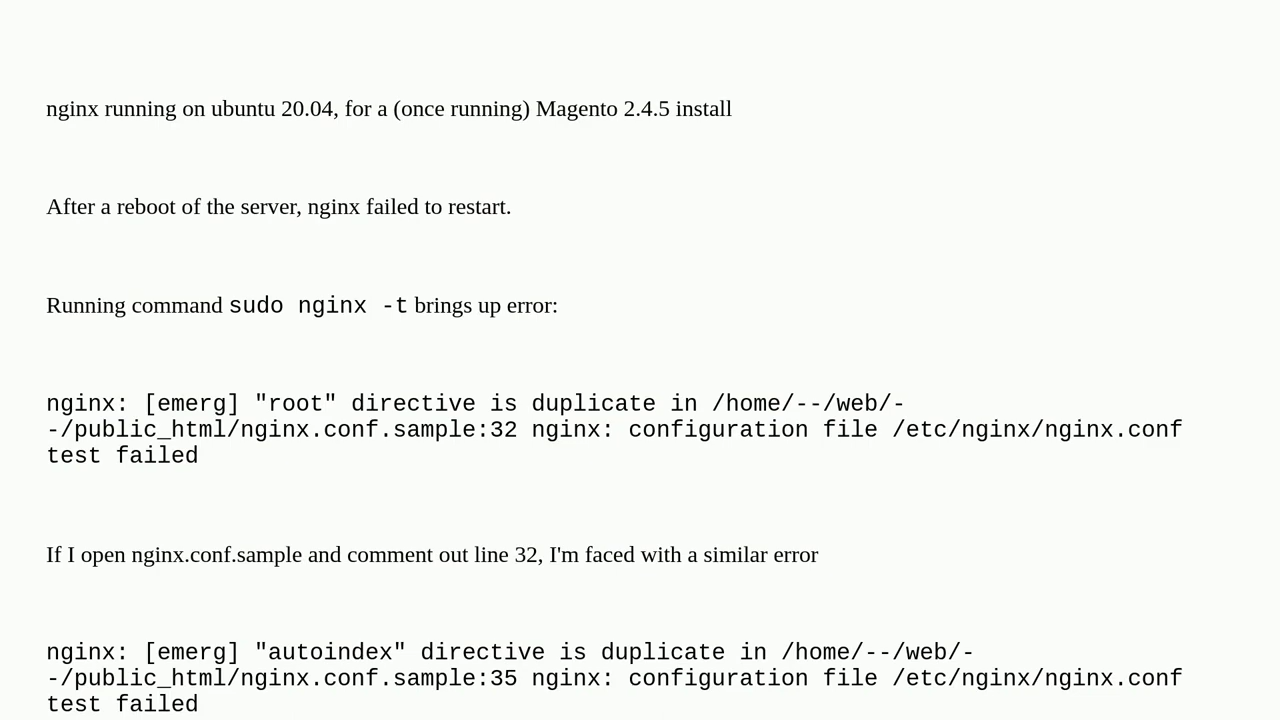 nginx running on ubuntu 20.04, for a (once running) Magento 2.4.5 install
After a reboot of the server, nginx failed to restart.
Running command sudo nginx -t brings up error:
nginx: [emerg] "root" directive is duplicate in /home/--/web/-
-/public_html/nginx.conf.sample:32 nginx: configuration file /etc/nginx/nginx.conf
test failed
If I open nginx.conf.sample and comment out line 32, I'm faced with a similar error
nginx: [emerg] "autoindex" directive is duplicate in /home/--/web/-
-/public_html/nginx.conf.sample:35 nginx: configuration file /etc/nginx/nginx.conf
test failed